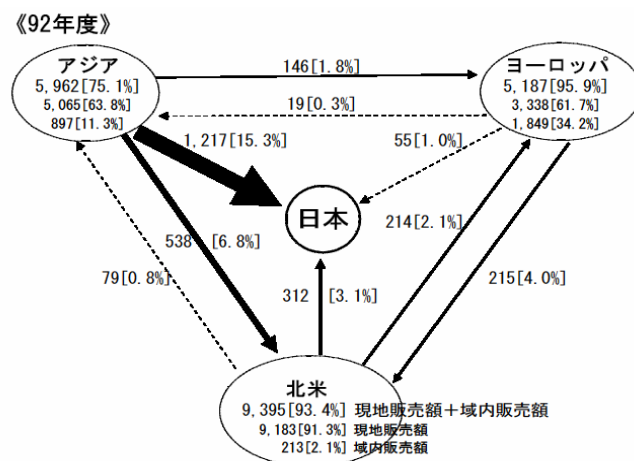 《92年度》
アジア
5,962[75.1%]
5,065[63.8%]
897[11.3%]
146[1.8%]
ヨーロッパ
5,187[95.9%]
3,338[61.7%]
1,849[34.2%]
19[0.3%]
1,217[15.3%]
55[1.0%]
日本
538 [6.8%]
214[2.1%]
79[0.8%]
312 [3.1%]
215[4.0%]
北米
9,395[93.4%] 現地販売額+域内販売額
9,183[91.3%] 現地販売額
213[2.1%] 域内販売額